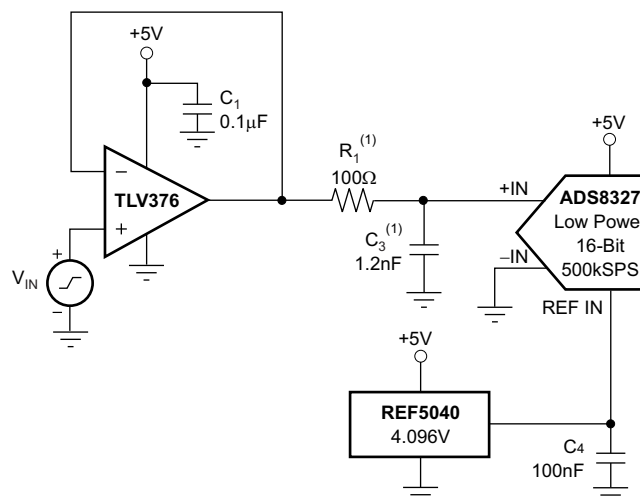 +5V
C1
0.1μF
R1(1)
100Ω
−
TLV376
+
+
VIN
−
C3(1)
1.2nF
+5V
+IN
ADS8327
Low Power
16-Bit
500kSPS
−IN
REF IN
+5V
REF5040
4.096V
C4
100nF